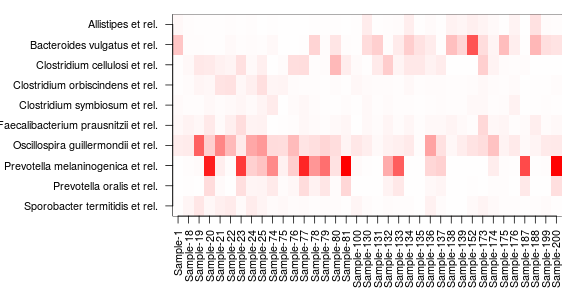 Allistipes et rel.
Bacteroides vulgatus et rel.
Clostridium cellulosi et rel.
Clostridium orbiscindens et rel.
Clostridium symbiosum et rel.
Faecalibacterium prausnitzii et rel.
Oscillospira guillermondii et rel.
Prevotella melaninogenica et rel.
Prevotella oralis et rel.
Sporobacter termitidis et rel.
Sample-1
Sample-18
Sample-19
Sample-20
Sample-21
Sample-22
Sample-23
Sample-24
Sample-25
Sample-74
Sample-75
Sample-76
Sample-77
Sample-78
Sample-79
Sample-80
Sample-81
Sample-100
Sample-130
Sample-131
Sample-132
Sample-133
Sample-134
Sample-135
Sample-136
Sample-137
Sample-138
Sample-139
Sample-152
Sample-173
Sample-174
Sample-175
Sample-176
Sample-187
Sample-188
Sample-199
Sample-200